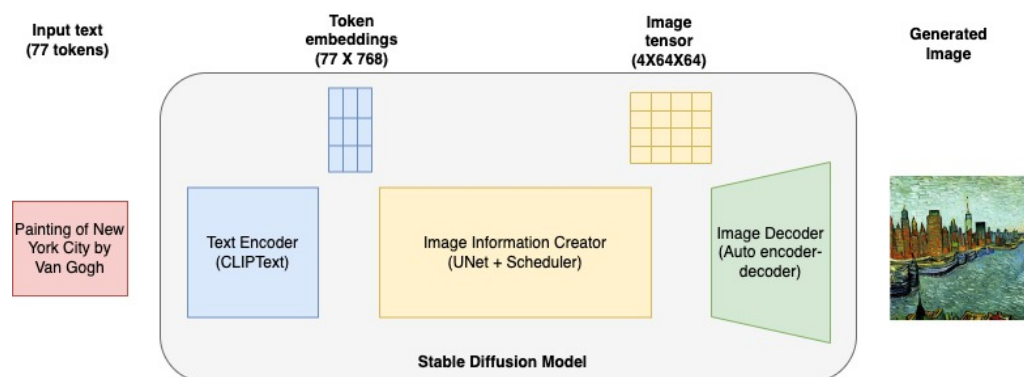 Input text
(77 tokens)
Token
embeddings
(77 X 768)
Image
tensor
(4X64X64)
Generated
Image
Painting of New
York City by
Van Gogh
Text Encoder
(CLIPText)
Image Information Creator
(UNet + Scheduler)
Image Decoder
(Auto encoder-
decoder)
Stable Diffusion Model